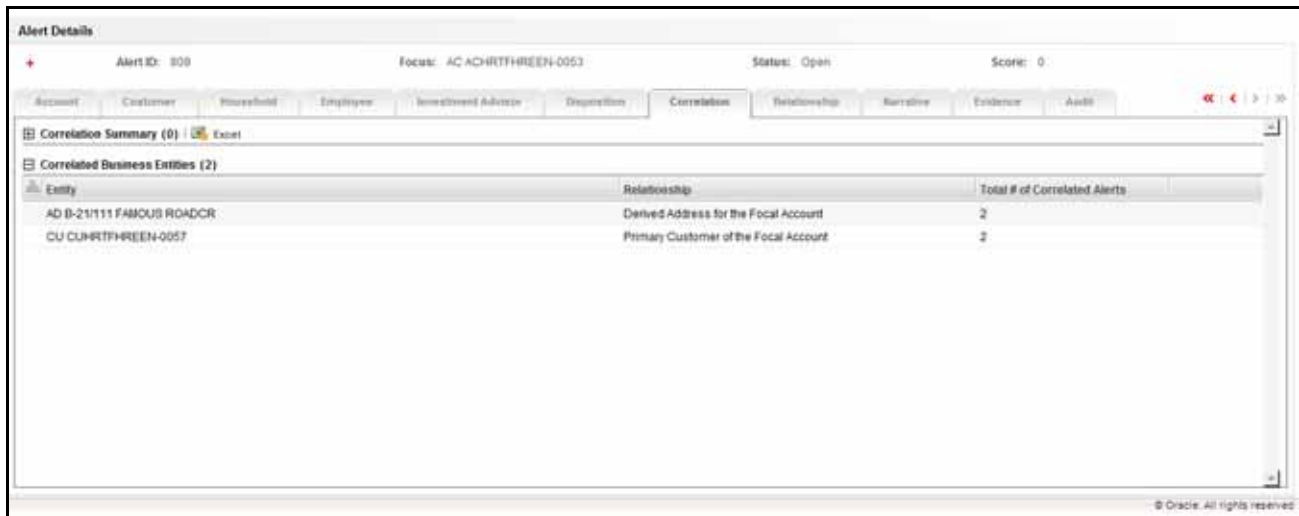 Alert Details
Alert ID: 809 Focus: AC ACHRTFHREEN-0053 Status: Open Score: 0
Account Customer Household Employee Investment Advisor Disposition Correlation Relationship Narrative Evidence Audit
Correlation Summary (0) Excel
Correlated Business Entities (2)
Entity Relationship Total # of Correlated Alerts
AD B-21/111 FAMOUS ROADCR Derived Address for the Focal Account 2
CU CUHRTFHREEN-0057 Primary Customer of the Focal Account 2
© Oracle. All rights reserved